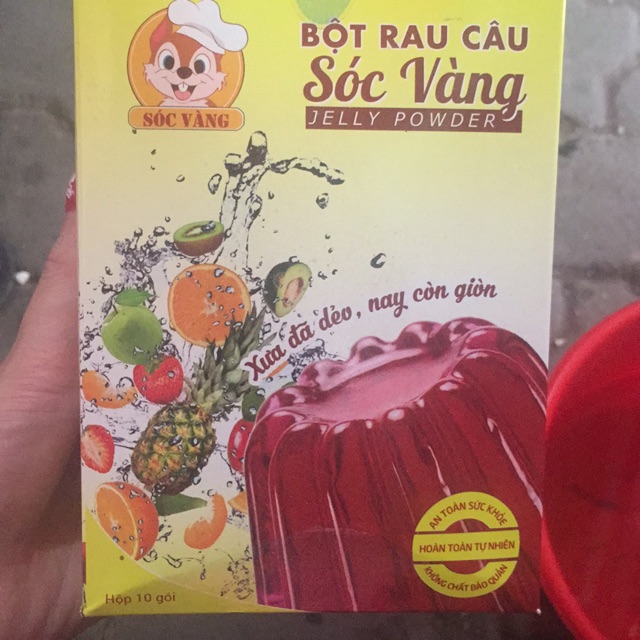 BỘT RAU CÂU
Sóc Vàng
JELLY POWDER
SÓC VÀNG
Xưa đã dẻo, nay còn giòn
AN TOÀN SỨC KHỎE
HOÀN TOÀN TỰ NHIÊN
KHÔNG CHẤT BẢO QUẢN
Hộp 10 gói